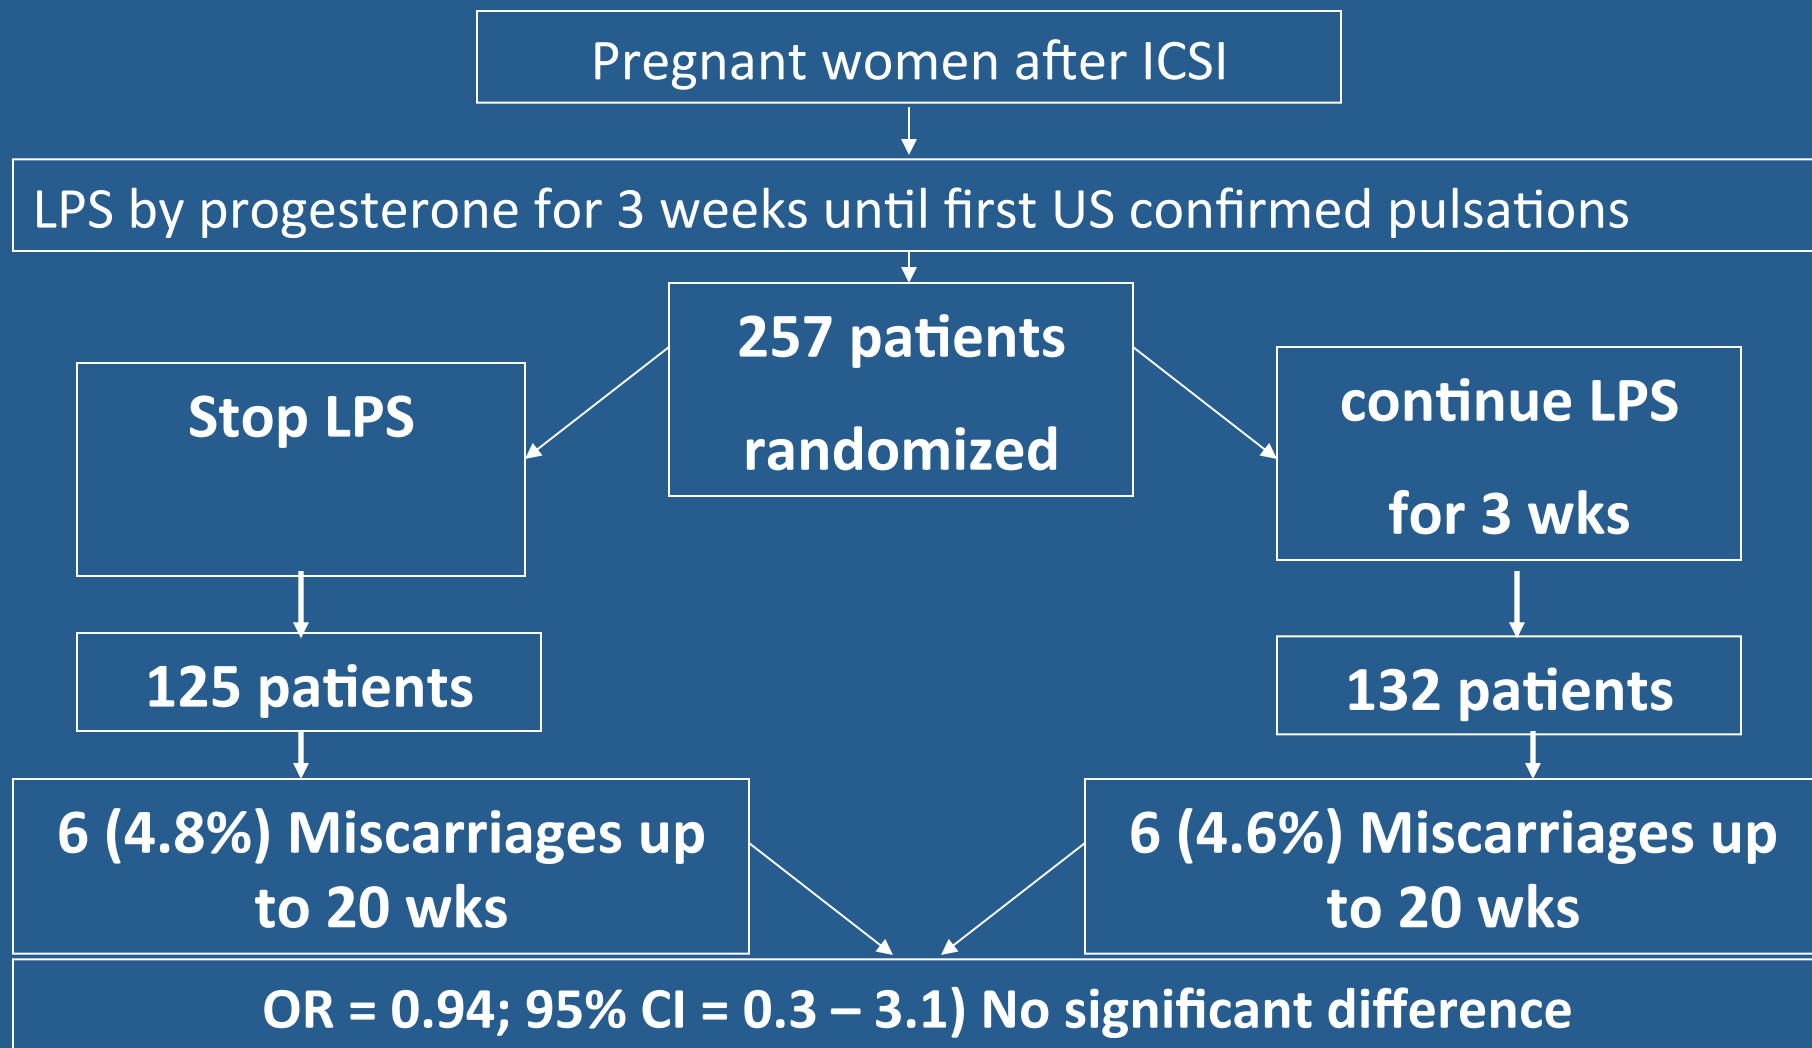 Pregnant women after ICSI
LPS by progesterone for 3 weeks until first US confirmed pulsations
257 patients
randomized
Stop LPS
continue LPS
for 3 wks
125 patients
132 patients
6 (4.8%) Miscarriages up
to 20 wks
6 (4.6%) Miscarriages up
to 20 wks
OR = 0.94; 95% CI = 0.3 – 3.1) No significant difference